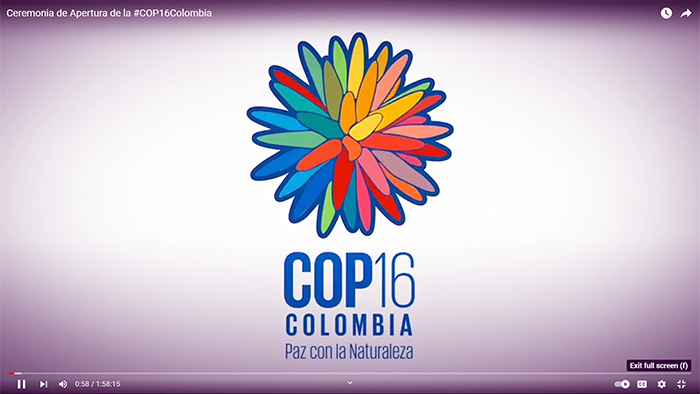 Ceremonia de Apertura de la #COP16Colombia
COP16
COLOMBIA
Paz con la Naturaleza
Exit full screen (f)
0:58 / 1:58:15
CC